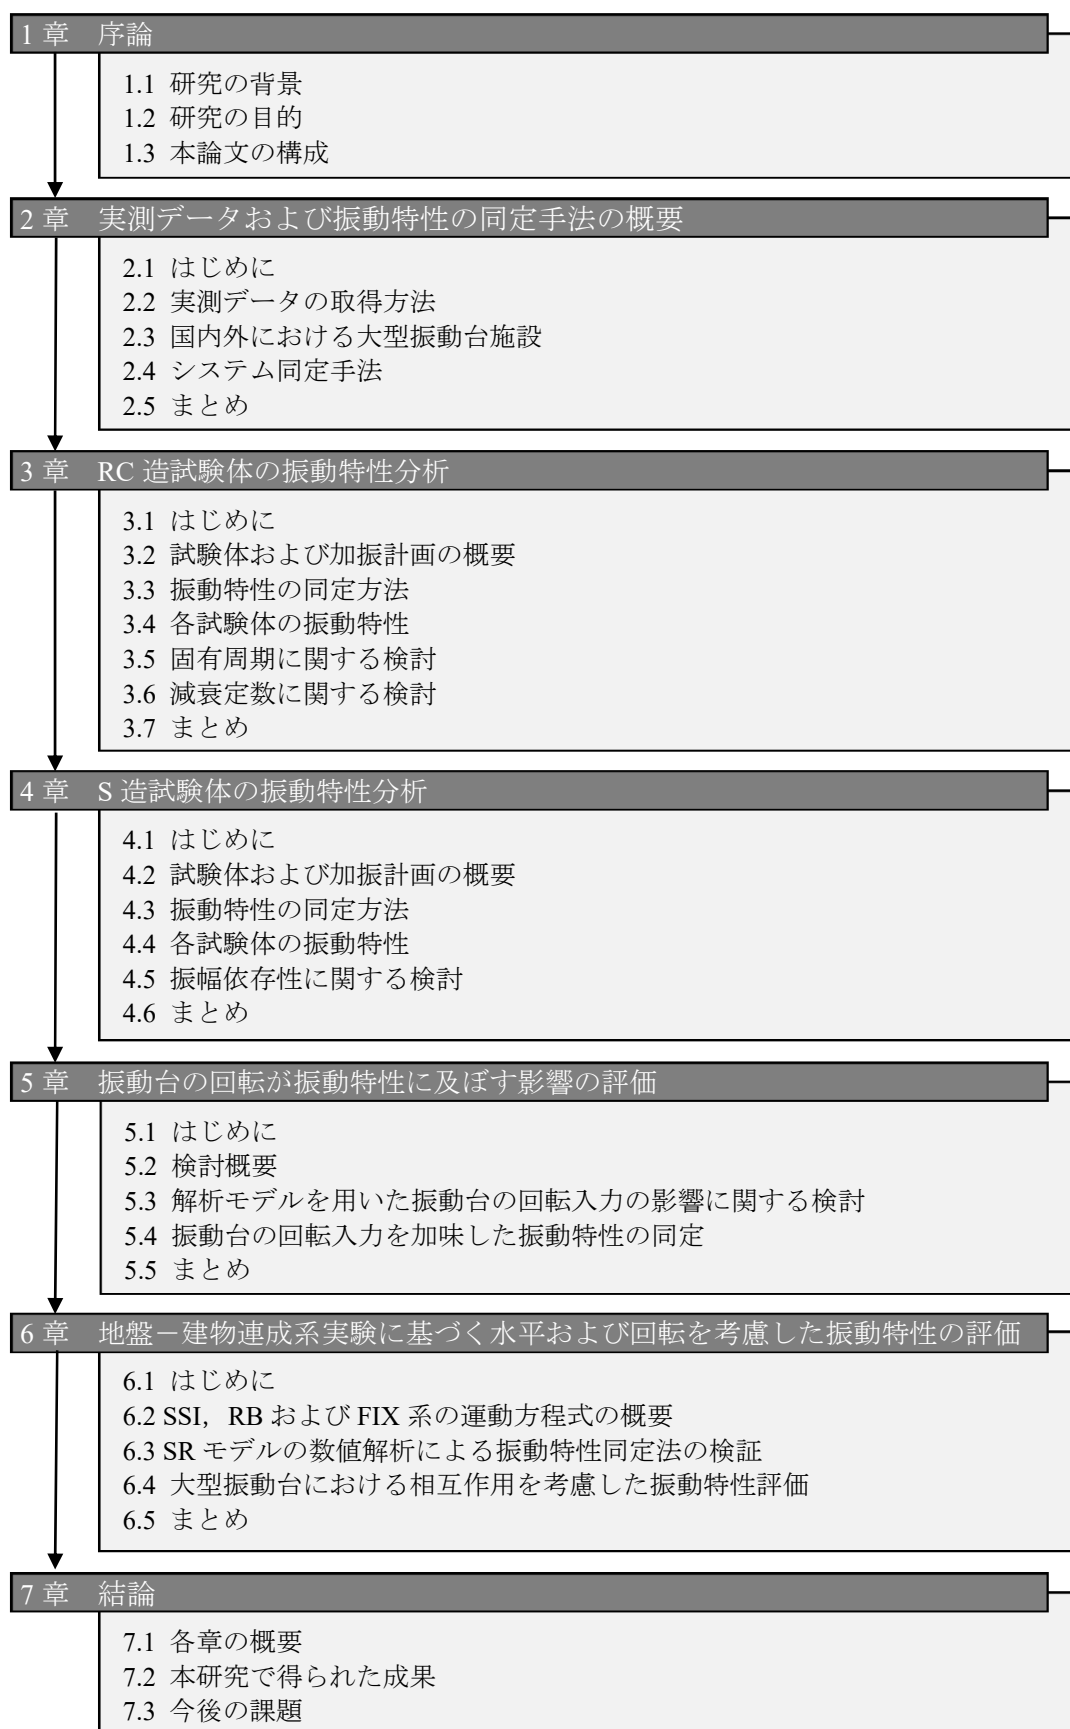 1 章 序論
1.1 研究の背景
1.2 研究の目的
1.3 本論文の構成
2 章 実測データおよび振動特性の同定手法の概要
2.1 はじめに
2.2 実測データの取得方法
2.3 国内外における大型振動台施設
2.4 システム同定手法
2.5 まとめ
3 章 RC 造試験体の振動特性分析
3.1 はじめに
3.2 試験体および加振計画の概要
3.3 振動特性の同定方法
3.4 各試験体の振動特性
3.5 固有周期に関する検討
3.6 減衰定数に関する検討
3.7 まとめ
4 章 S 造試験体の振動特性分析
4.1 はじめに
4.2 試験体および加振計画の概要
4.3 振動特性の同定方法
4.4 各試験体の振動特性
4.5 振幅依存性に関する検討
4.6 まとめ
5 章 振動台の回転が振動特性に及ぼす影響の評価
5.1 はじめに
5.2 検討概要
5.3 解析モデルを用いた振動台の回転入力の影響に関する検討
5.4 振動台の回転入力を加味した振動特性の同定
5.5 まとめ
6 章 地盤－建物連成系実験に基づく水平および回転を考慮した振動特性の評価
6.1 はじめに
6.2 SSI，RB および FIX 系の運動方程式の概要
6.3 SR モデルの数値解析による振動特性同定法の検証
6.4 大型振動台における相互作用を考慮した振動特性評価
6.5 まとめ
7 章 結論
7.1 各章の概要
7.2 本研究で得られた成果
7.3 今後の課題